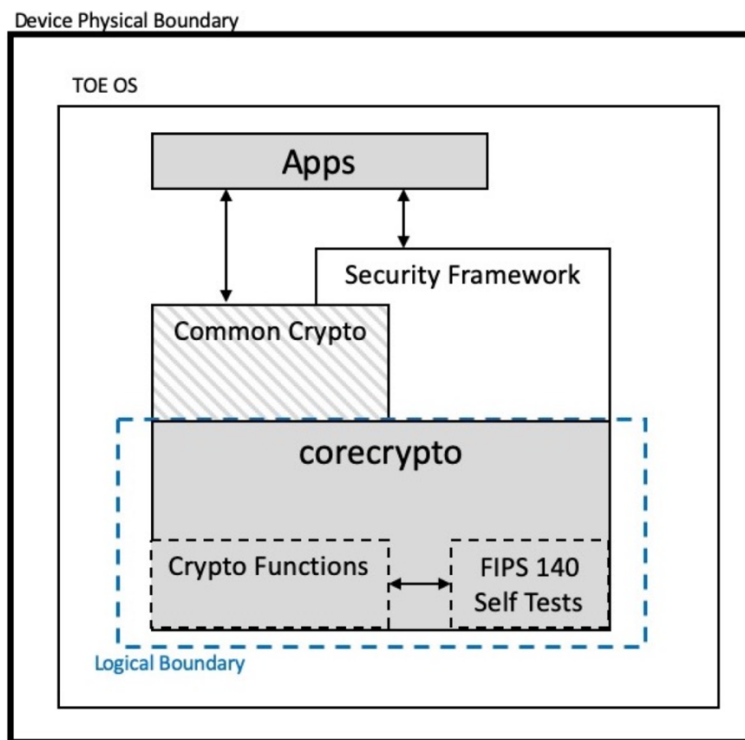 Device Physical Boundary
TOE OS
Apps
Security Framework
Common Crypto
corecrypto
Crypto Functions
FIPS 140
Self Tests
Logical Boundary